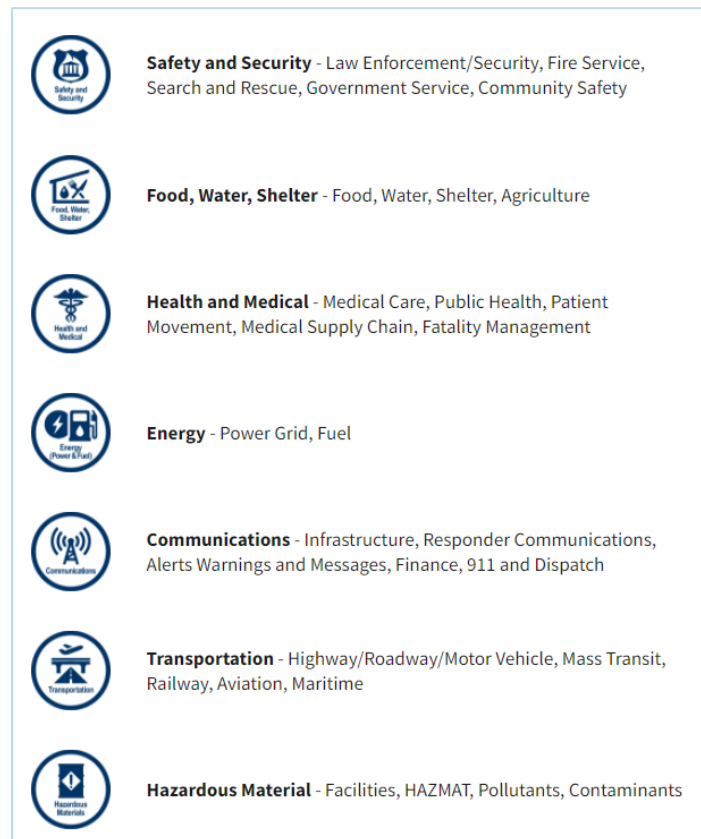 Safety and
Security
Safety and Security - Law Enforcement/Security, Fire Service,
Search and Rescue, Government Service, Community Safety
Food, Water,
Shelter
Food, Water, Shelter - Food, Water, Shelter, Agriculture
Health and
Medical
Health and Medical - Medical Care, Public Health, Patient
Movement, Medical Supply Chain, Fatality Management
Energy
(Power & Fuel)
Energy - Power Grid, Fuel
Communications
Communications - Infrastructure, Responder Communications,
Alerts Warnings and Messages, Finance, 911 and Dispatch
Transportation
Transportation - Highway/Roadway/Motor Vehicle, Mass Transit,
Railway, Aviation, Maritime
Hazardous
Materials
Hazardous Material - Facilities, HAZMAT, Pollutants, Contaminants